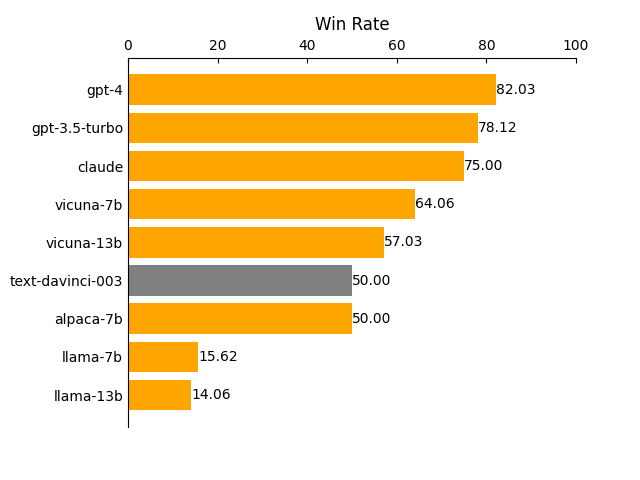 Win Rate
0 20 40 60 80 100
gpt-4 82.03
gpt-3.5-turbo 78.12
claude 75.00
vicuna-7b 64.06
vicuna-13b 57.03
text-davinci-003 50.00
alpaca-7b 50.00
llama-7b 15.62
llama-13b 14.06